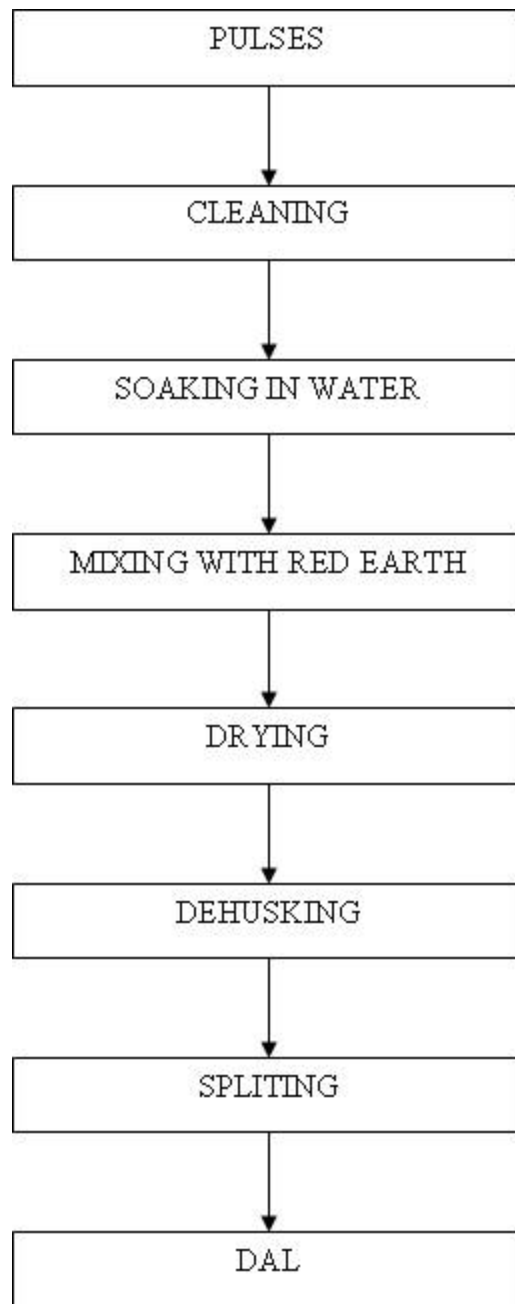 PULSES
CLEANING
SOAKING IN WATER
MIXING WITH RED EARTH
DRYING
DEHUSKING
SPLITING
DAL